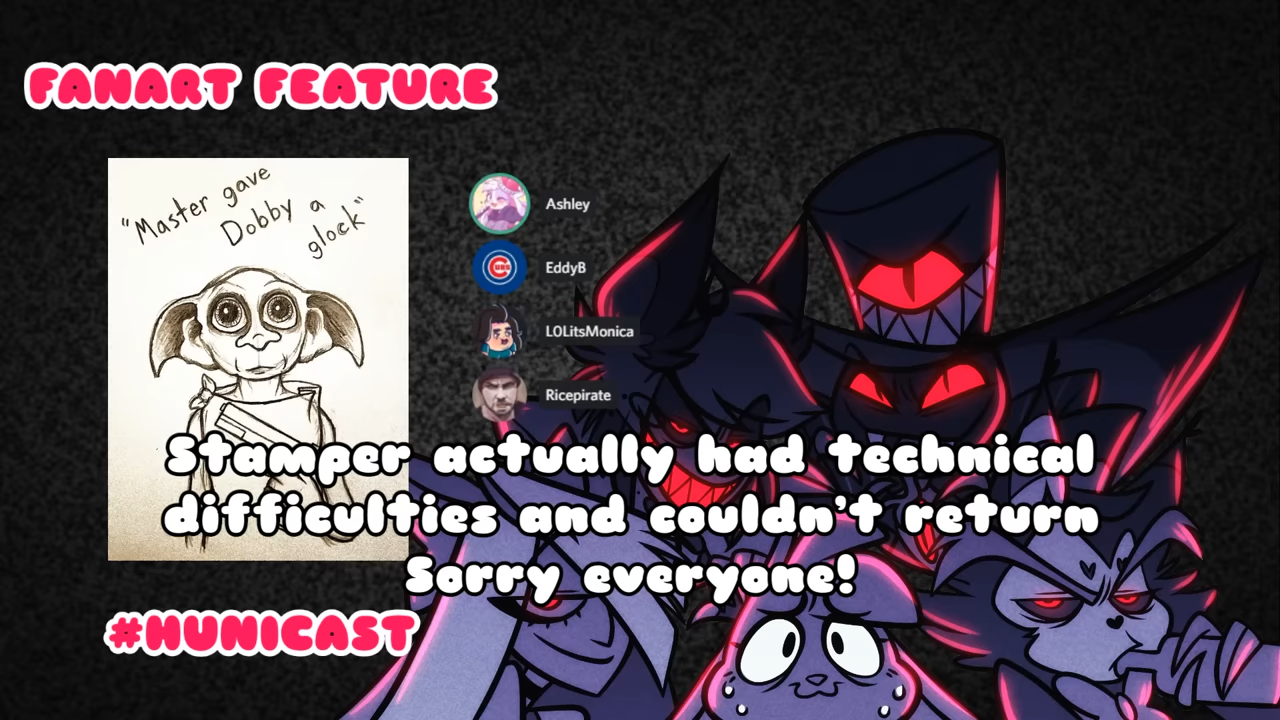 FANART FEATURE
"Master gave
Dobby a
glock"
Ashley
CUBS
EddyB
LOLitsMonica
Ricepirate
Stamper actually had technical
difficulties and couldn't return
Sorry everyone!
#HUNICAST